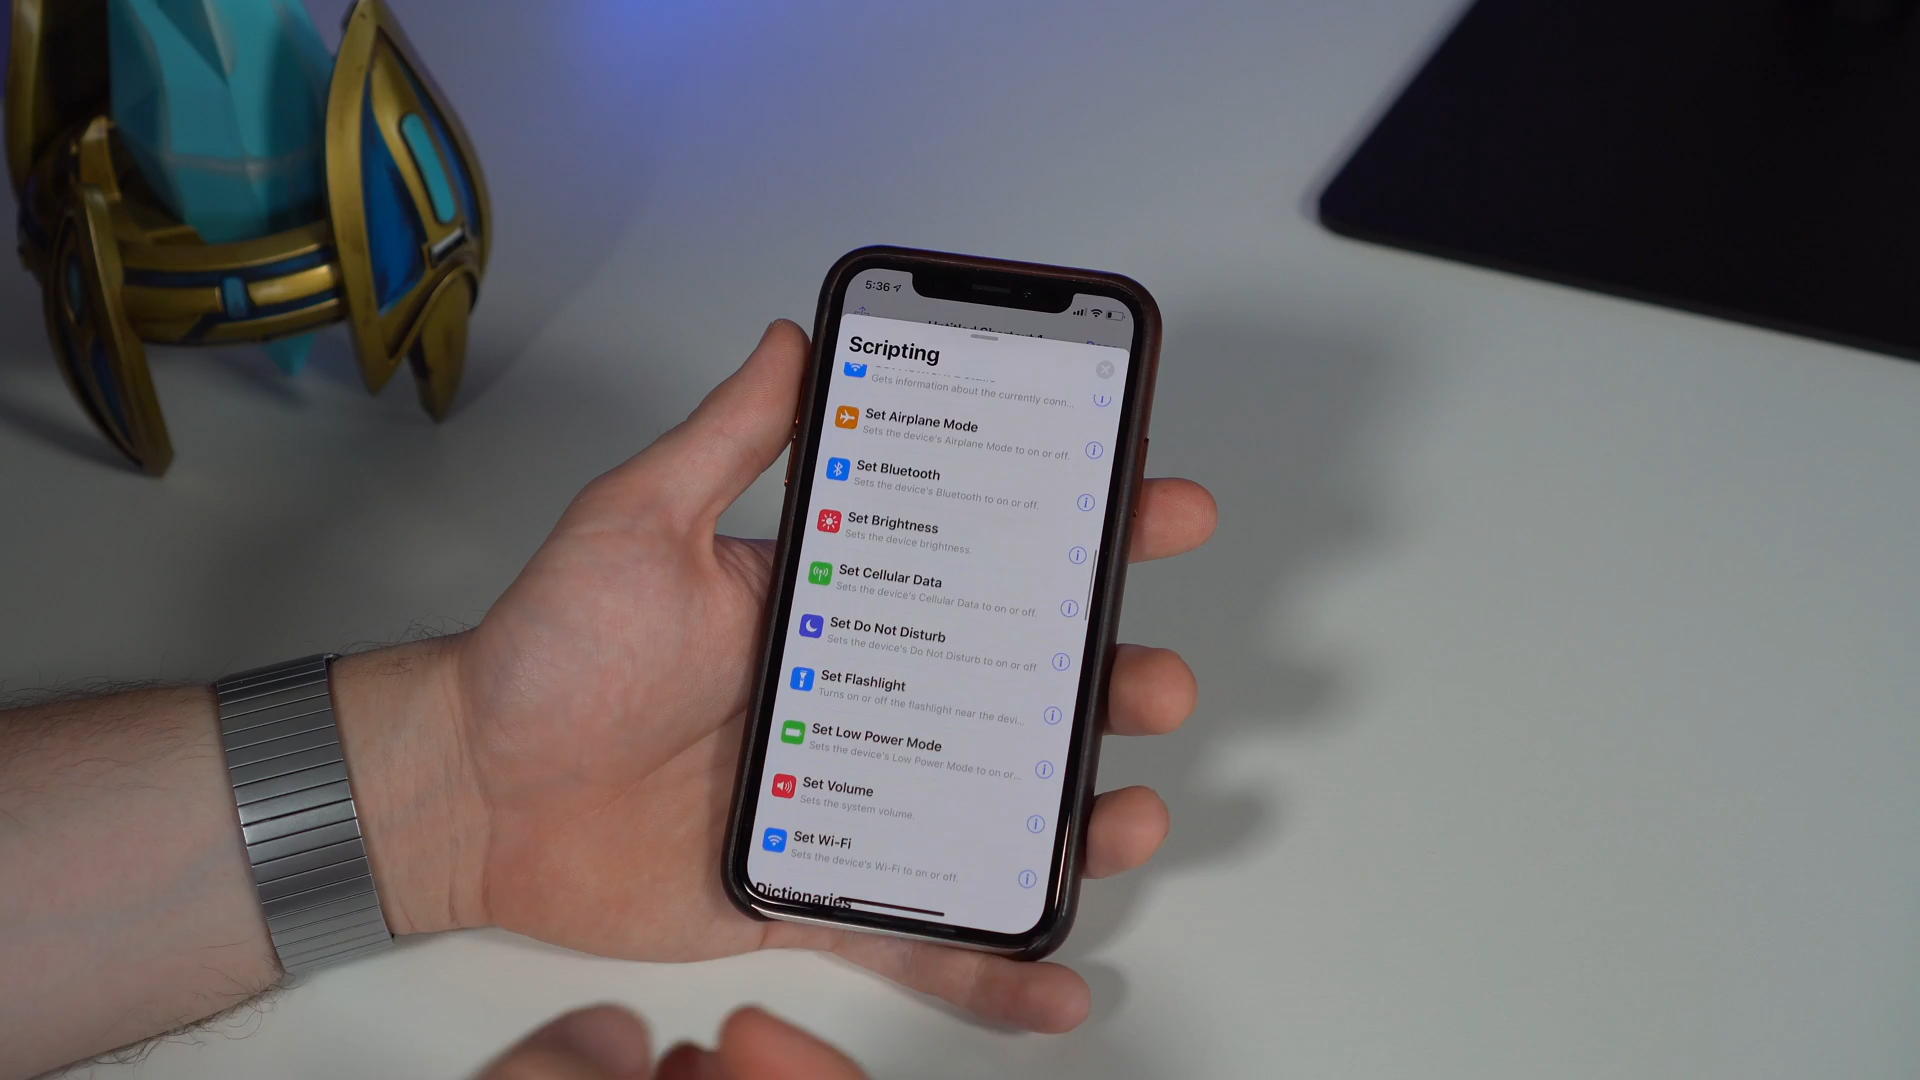 5:36
Scripting
Gets information about the currently conn...
Set Airplane Mode
Sets the device's Airplane Mode to on or off.
Set Bluetooth
Sets the device's Bluetooth to on or off.
Set Brightness
Sets the device brightness.
Set Cellular Data
Sets the device's Cellular Data to on or off.
Set Do Not Disturb
Sets the device's Do Not Disturb to on or off
Set Flashlight
Turns on or off the flashlight near the devi...
Set Low Power Mode
Sets the device's Low Power Mode to on or...
Set Volume
Sets the system volume.
Set Wi-Fi
Sets the device's Wi-Fi to on or off.
Dictionaries